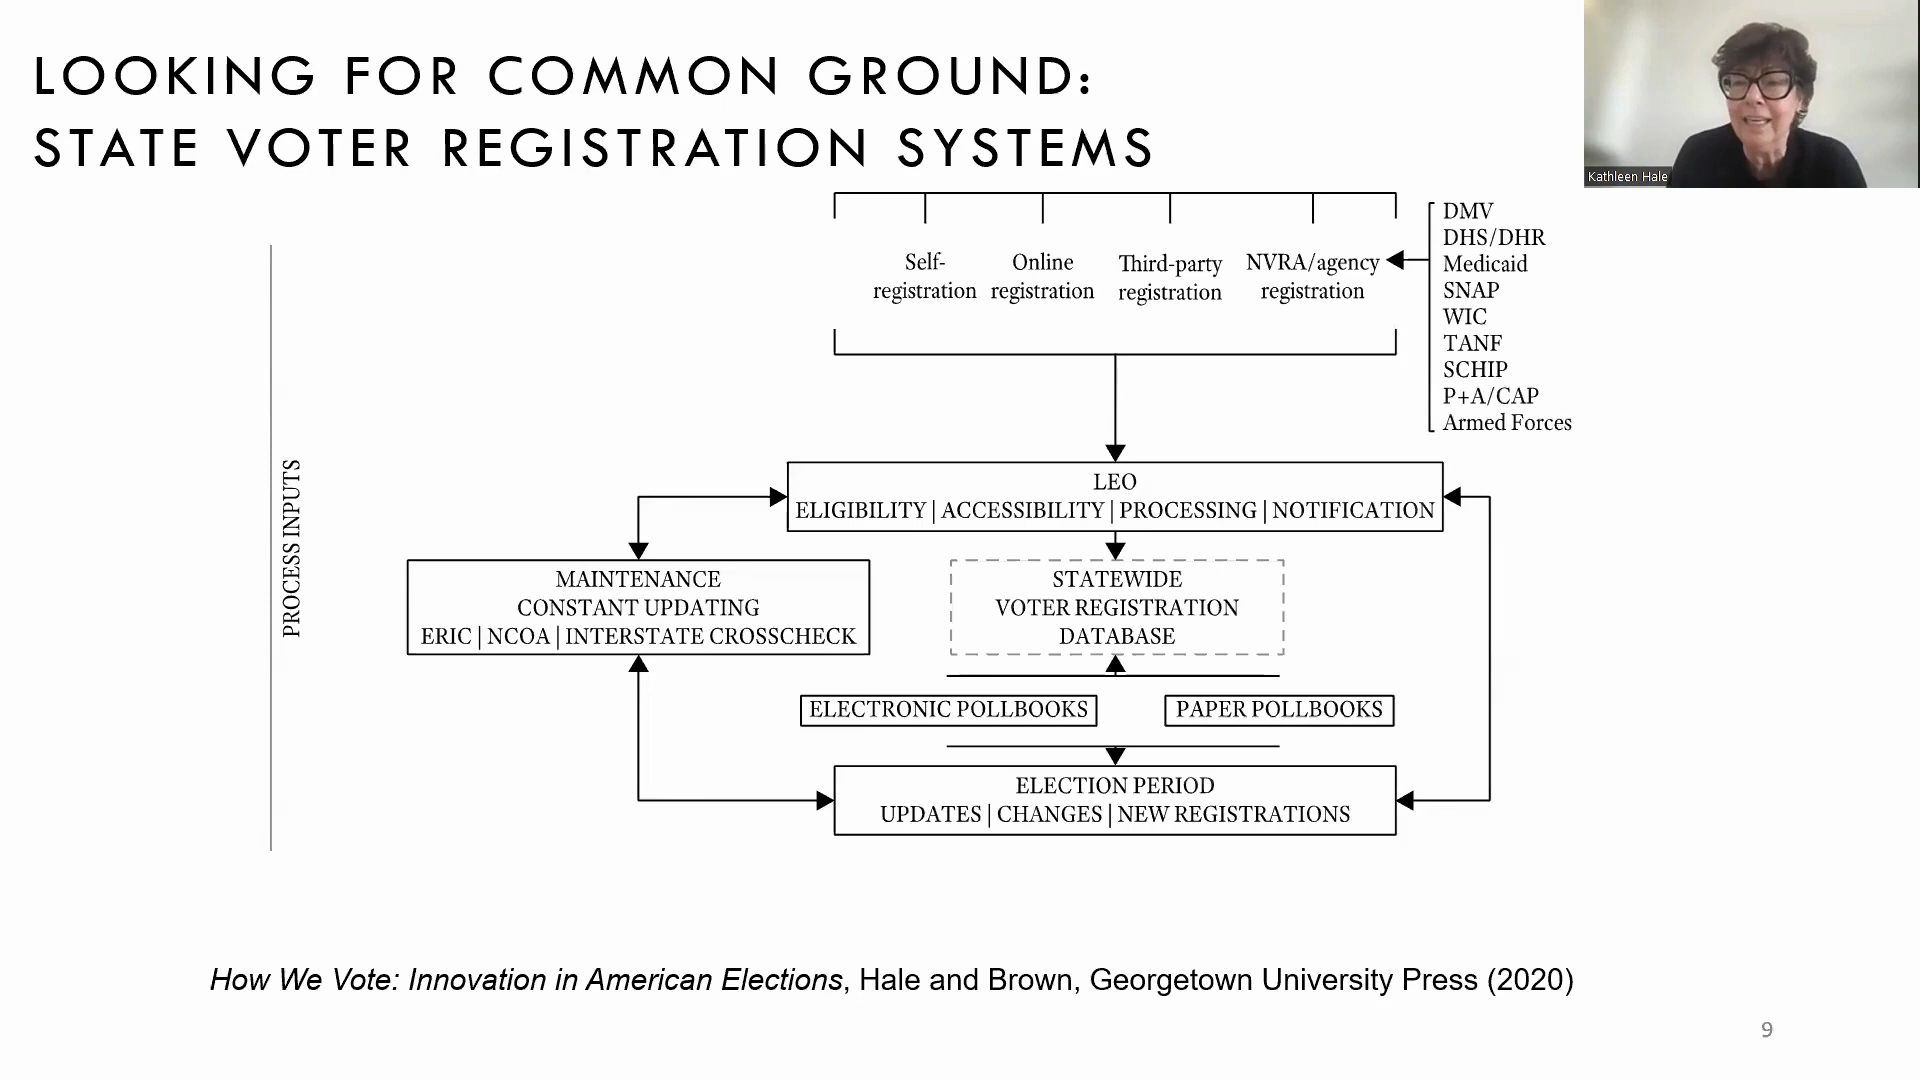 LOOKING FOR COMMON GROUND:
STATE VOTER REGISTRATION SYSTEMS
Kathleen Hale
Self-
registration
Online
registration
Third-party
registration
NVRA/agency
registration
DMV
DHS/DHR
Medicaid
SNAP
WIC
TANF
SCHIP
P+A/CAP
Armed Forces
PROCESS INPUTS
LEO
ELIGIBILITY | ACCESSIBILITY | PROCESSING | NOTIFICATION
MAINTENANCE
CONSTANT UPDATING
ERIC | NCOA | INTERSTATE CROSSCHECK
STATEWIDE
VOTER REGISTRATION
DATABASE
ELECTRONIC POLLBOOKS
PAPER POLLBOOKS
ELECTION PERIOD
UPDATES | CHANGES | NEW REGISTRATIONS
How We Vote: Innovation in American Elections, Hale and Brown, Georgetown University Press (2020)
9